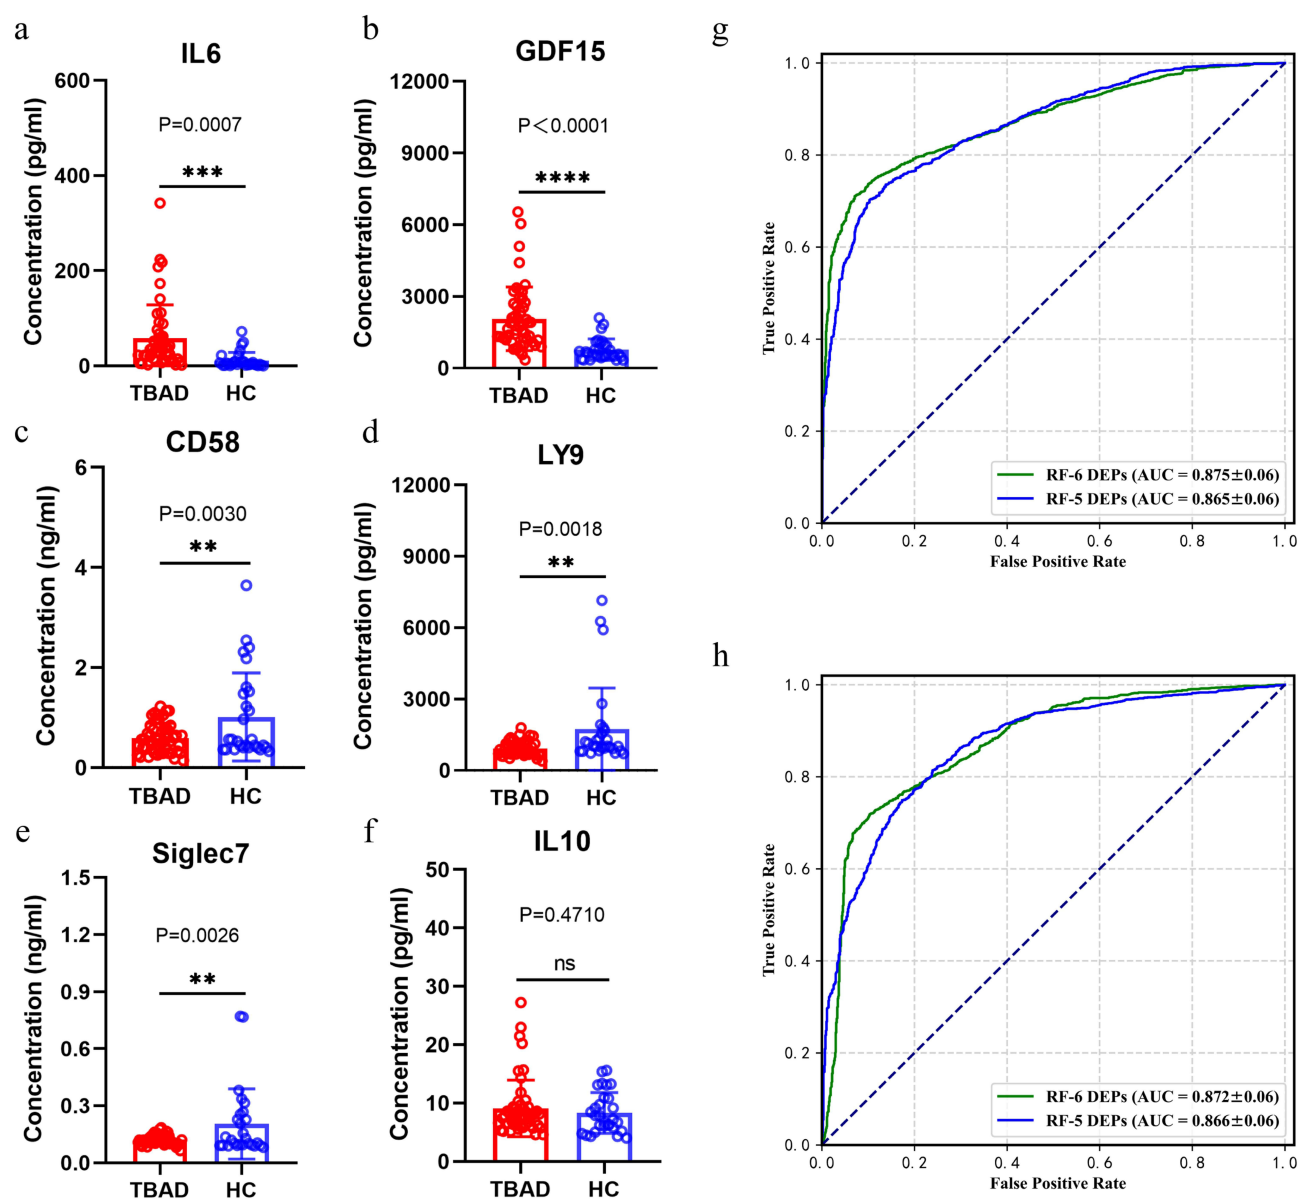 a
IL6
Concentration (pg/ml)
600
400
200
0
P=0.0007
***
TBAD HC
b
GDF15
Concentration (pg/ml)
12000
9000
6000
3000
0
P<0.0001
****
TBAD HC
c
CD58
Concentration (ng/ml)
6
4
2
0
P=0.0030
**
TBAD HC
d
LY9
Concentration (pg/ml)
12000
9000
6000
3000
0
P=0.0018
**
TBAD HC
e
Siglec7
Concentration (ng/ml)
1.5
1.2
0.9
0.6
0.3
0.0
P=0.0026
**
TBAD HC
f
IL10
Concentration (pg/ml)
50
40
30
20
10
0
P=0.4710
ns
TBAD HC
g
True Positive Rate
1.0
0.8
0.6
0.4
0.2
0.0
RF-6 DEPs (AUC = 0.875±0.06)
RF-5 DEPs (AUC = 0.865±0.06)
0.0 0.2 0.4 0.6 0.8 1.0
False Positive Rate
h
True Positive Rate
1.0
0.8
0.6
0.4
0.2
0.0
RF-6 DEPs (AUC = 0.872±0.06)
RF-5 DEPs (AUC = 0.866±0.06)
0.0 0.2 0.4 0.6 0.8 1.0
False Positive Rate